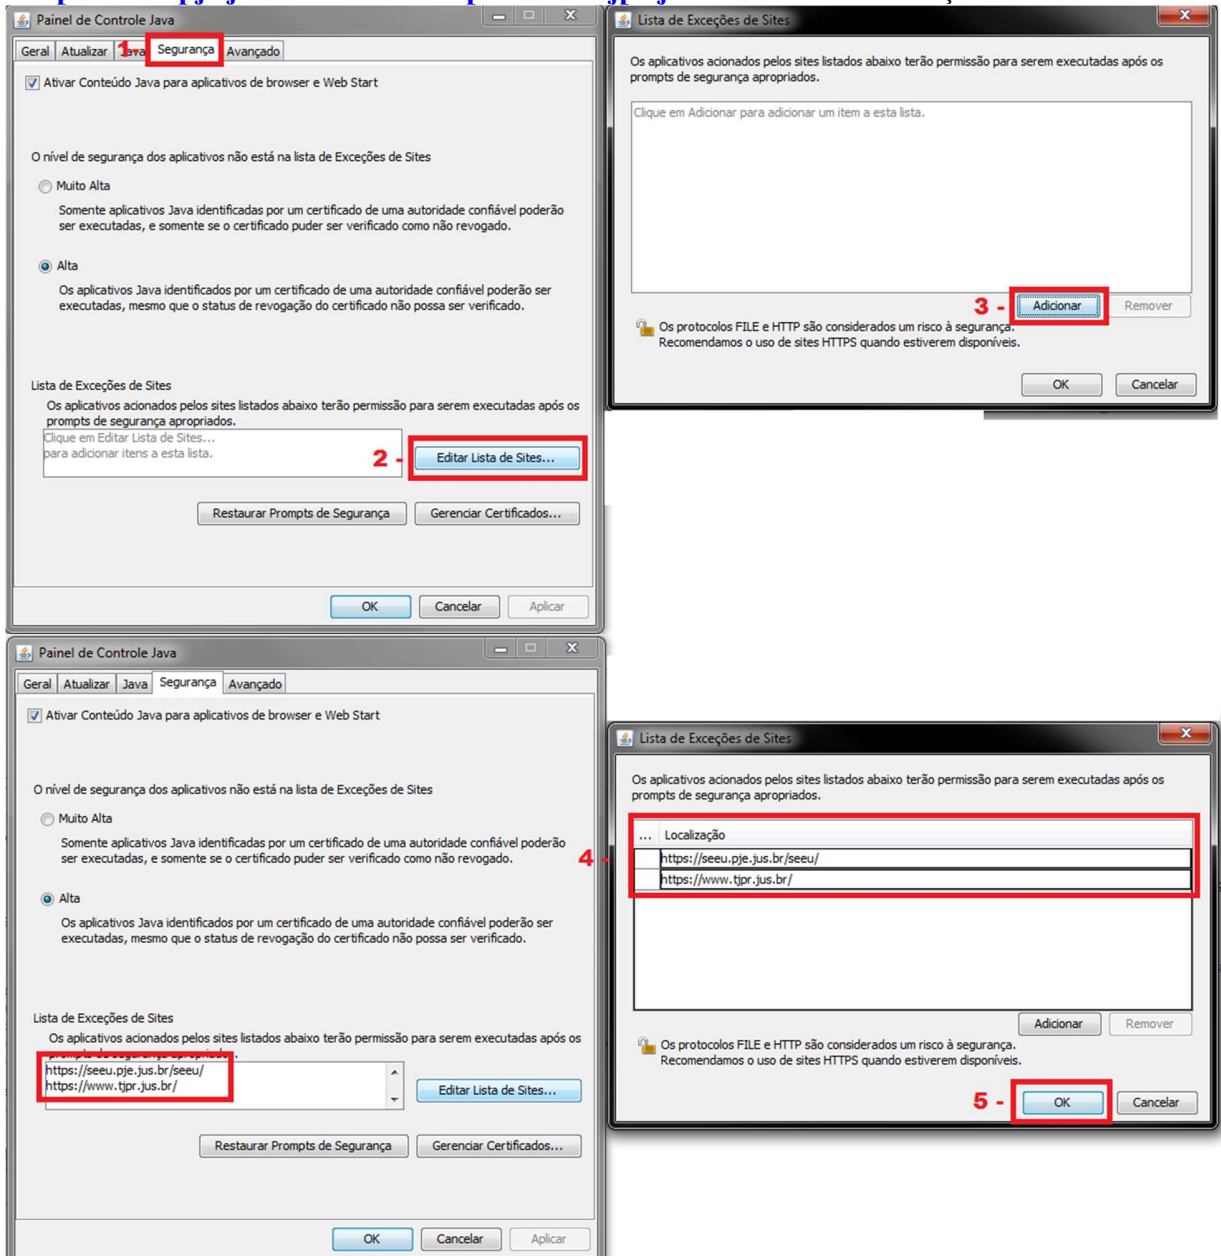 Painel de Controle Java
Geral Atualizar Java Segurança Avançado
1-
Ativar Conteúdo Java para aplicativos de browser e Web Start
O nível de segurança dos aplicativos não está na lista de Exceções de Sites
Muito Alta
Somente aplicativos Java identificadas por um certificado de uma autoridade confiável poderão
ser executadas, e somente se o certificado puder ser verificado como não revogado.
Alta
Os aplicativos Java identificados por um certificado de uma autoridade confiável poderão ser
executadas, mesmo que o status de revogação do certificado não possa ser verificado.
Lista de Exceções de Sites
Os aplicativos acionados pelos sites listados abaixo terão permissão para serem executadas após os
prompts de segurança apropriados.
Clique em Editar Lista de Sites...
para adicionar itens a esta lista.
2 - Editar Lista de Sites...
Restaurar Prompts de Segurança Gerenciar Certificados...
OK Cancelar Aplicar
Lista de Exceções de Sites
Os aplicativos acionados pelos sites listados abaixo terão permissão para serem executadas após os
prompts de segurança apropriados.
Clique em Adicionar para adicionar um item a esta lista.
3 - Adicionar Remover
Os protocolos FILE e HTTP são considerados um risco à segurança.
Recomendamos o uso de sites HTTPS quando estiverem disponíveis.
OK Cancelar
Painel de Controle Java
Geral Atualizar Java Segurança Avançado
Ativar Conteúdo Java para aplicativos de browser e Web Start
O nível de segurança dos aplicativos não está na lista de Exceções de Sites
Muito Alta
Somente aplicativos Java identificadas por um certificado de uma autoridade confiável poderão
ser executadas, e somente se o certificado puder ser verificado como não revogado.
Alta
Os aplicativos Java identificados por um certificado de uma autoridade confiável poderão ser
executadas, mesmo que o status de revogação do certificado não possa ser verificado.
Lista de Exceções de Sites
Os aplicativos acionados pelos sites listados abaixo terão permissão para serem executadas após os
prompts de segurança apropriados.
https://seeu.pje.jus.br/seeu/
https://www.tjpr.jus.br/
Editar Lista de Sites...
Restaurar Prompts de Segurança Gerenciar Certificados...
OK Cancelar Aplicar
Lista de Exceções de Sites
Os aplicativos acionados pelos sites listados abaixo terão permissão para serem executadas após os
prompts de segurança apropriados.
... Localização
4 -
https://seeu.pje.jus.br/seeu/
https://www.tjpr.jus.br/
Adicionar Remover
Os protocolos FILE e HTTP são considerados um risco à segurança.
Recomendamos o uso de sites HTTPS quando estiverem disponíveis.
5 - OK Cancelar